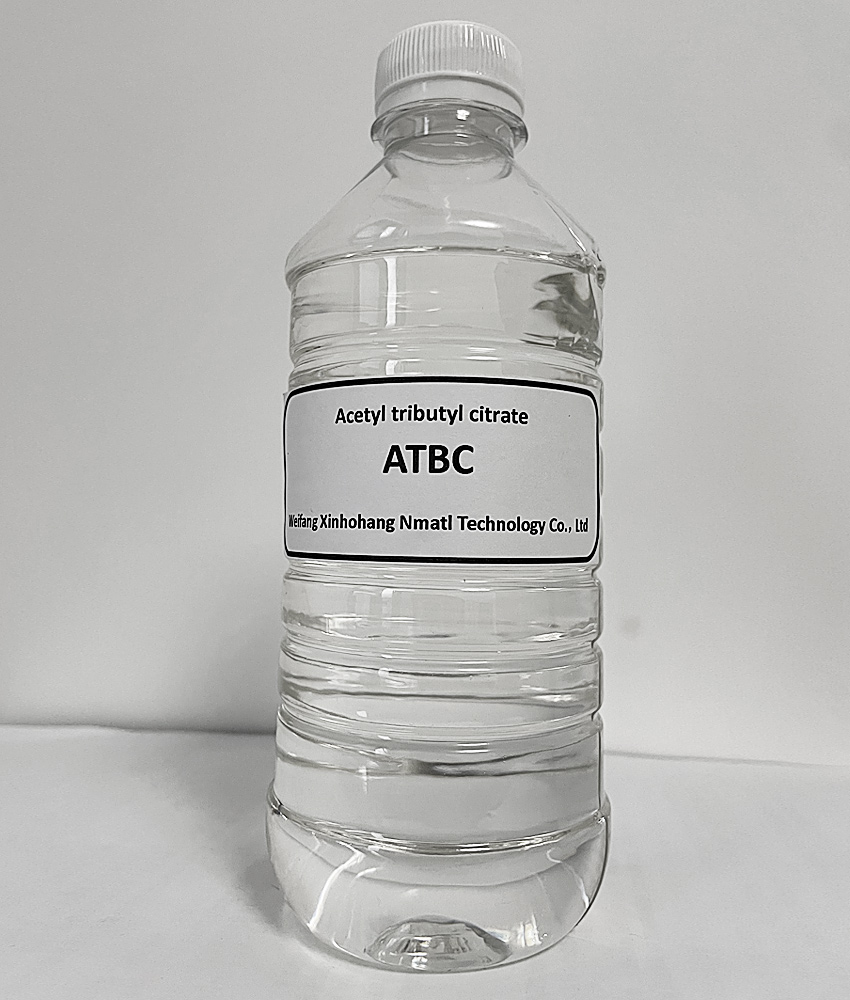 Acetyl tributyl citrate
ATBC
Weifang Xinhohang Nmatl Technology Co., Ltd